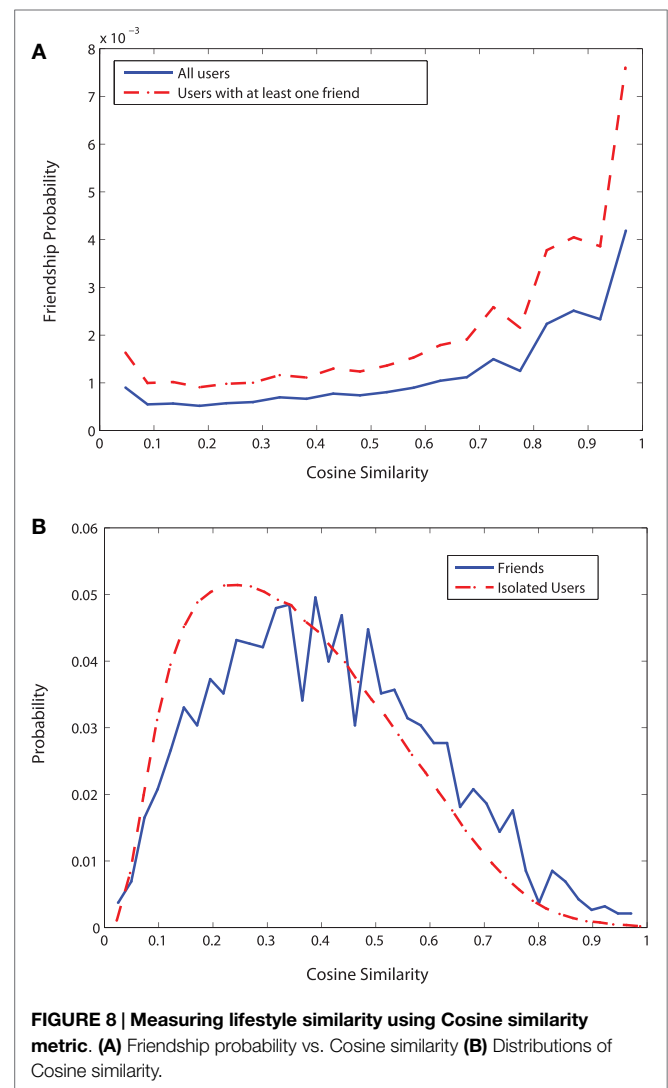 A
x 10⁻³
All users
Users with at least one friend
8
7
6
5
4
3
2
1
0
Friendship Probability
0 0.1 0.2 0.3 0.4 0.5 0.6 0.7 0.8 0.9 1
Cosine Similarity
B
Friends
Isolated Users
0.06
0.05
0.04
0.03
0.02
0.01
0
Probability
0 0.1 0.2 0.3 0.4 0.5 0.6 0.7 0.8 0.9 1
Cosine Similarity
FIGURE 8 | Measuring lifestyle similarity using Cosine similarity
metric. (A) Friendship probability vs. Cosine similarity (B) Distributions of
Cosine similarity.